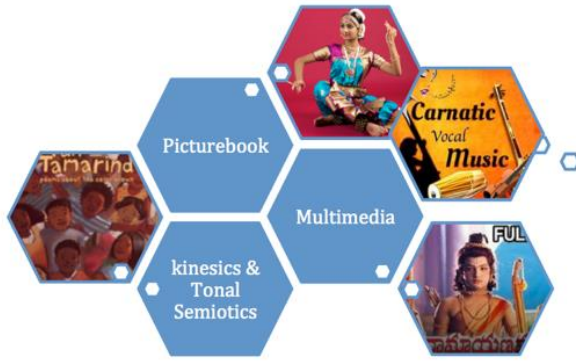 Picturebook
Carnatic
Vocal
Music
Tamarind
Multimedia
FUL
kinesics &
Tonal
Semiotics